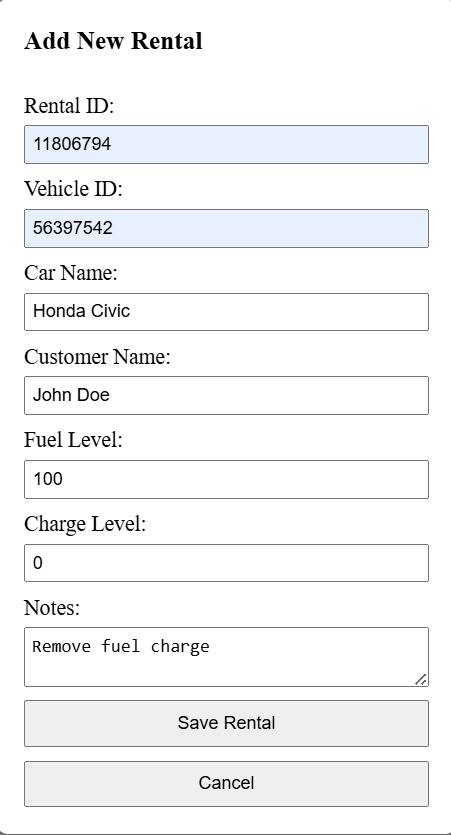 Add New Rental
Rental ID:
11806794
Vehicle ID:
56397542
Car Name:
Honda Civic
Customer Name:
John Doe
Fuel Level:
100
Charge Level:
0
Notes:
Remove fuel charge
Save Rental
Cancel